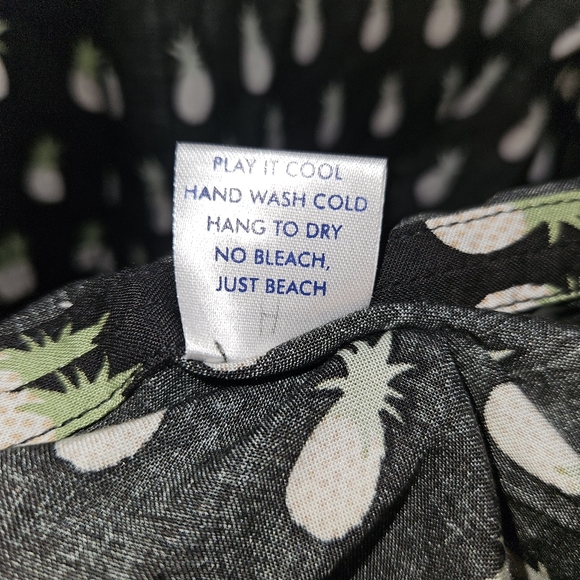 PLAY IT COOL
HAND WASH COLD
HANG TO DRY
NO BLEACH,
JUST BEACH